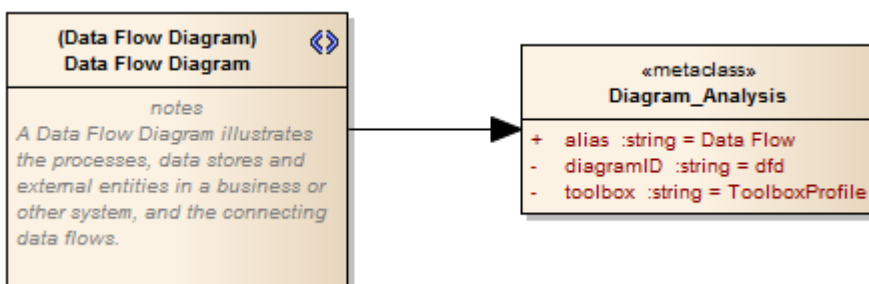 (Data Flow Diagram)
Data Flow Diagram
notes
A Data Flow Diagram illustrates
the processes, data stores and
external entities in a business or
other system, and the connecting
data flows.
«metaclass»
Diagram_Analysis
+ alias :string = Data Flow
- diagramID :string = dfd
- toolbox :string = ToolboxProfile